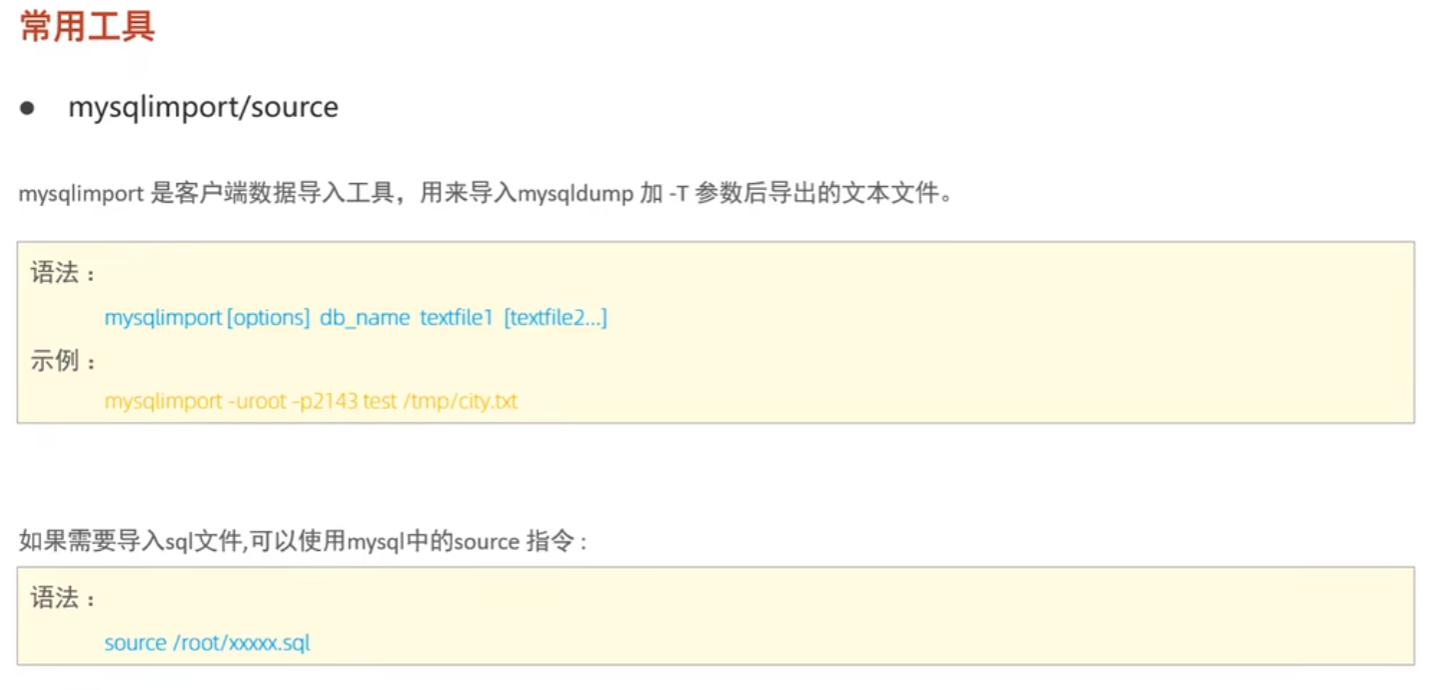 常用工具
● mysqlimport/source
mysqlimport 是客户端数据导入工具，用来导入mysqldump 加 -T 参数后导出的文本文件。
语法：
mysqlimport [options] db_name textfile1 [textfile2...]
示例：
mysqlimport -uroot -p2143 test /tmp/city.txt
如果需要导入sql文件,可以使用mysql中的source 指令 :
语法：
source /root/xxxxx.sql